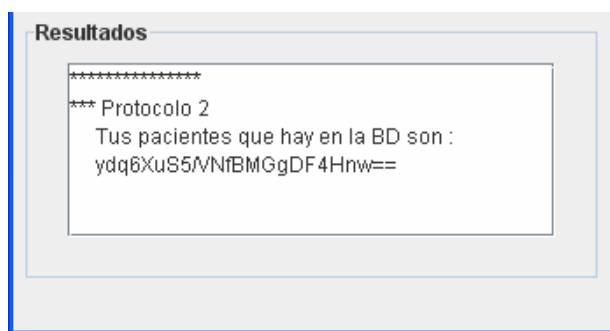 Resultados
***************
*** Protocolo 2
Tus pacientes que hay en la BD son :
ydq6XuS5/VNfBMGgDF4Hnw==